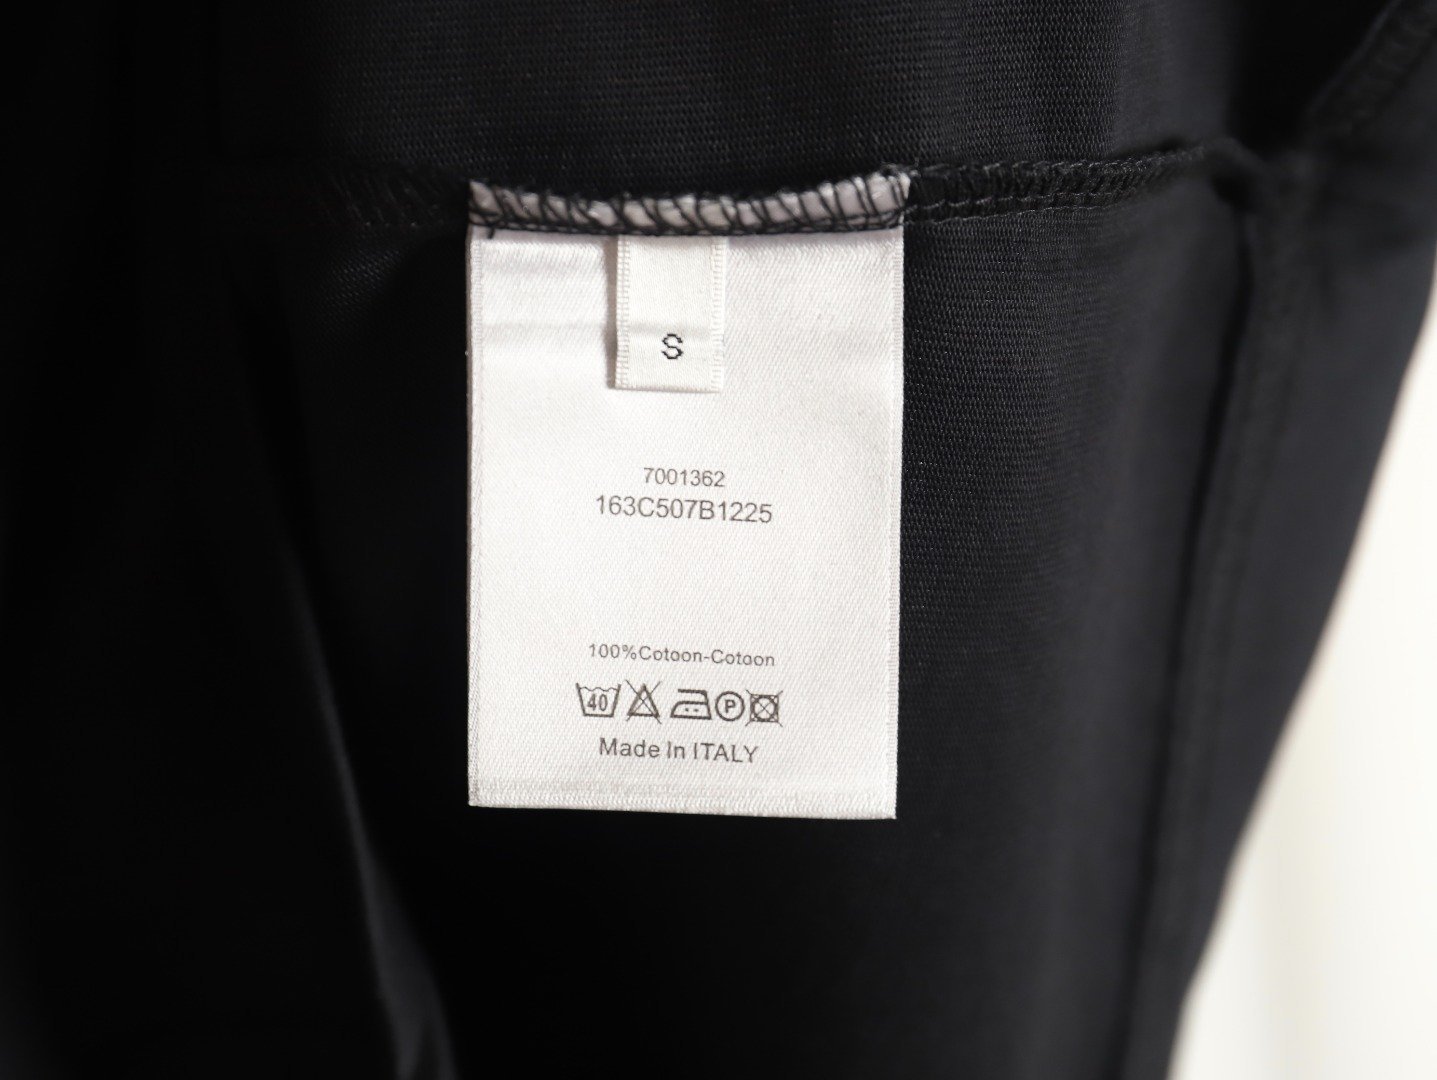 S
7001362
163C507B1225
100%Cotoon-Cotoon
40 P
Made In ITALY